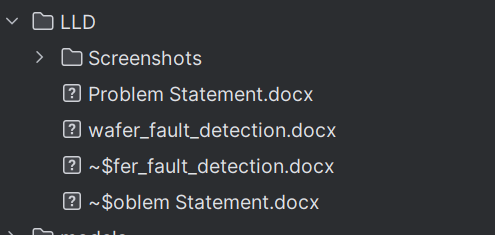 LLD
Screenshots
Problem Statement.docx
wafer_fault_detection.docx
~$fer_fault_detection.docx
~$oblem Statement.docx